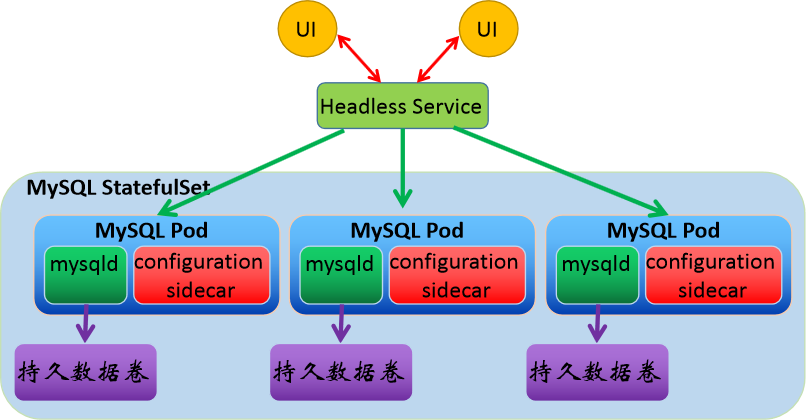 UI
UI
Headless Service
MySQL StatefulSet
MySQL Pod
mysqld
configuration
sidecar
MySQL Pod
mysqld
configuration
sidecar
MySQL Pod
mysqld
configuration
sidecar
持久数据卷
持久数据卷
持久数据卷